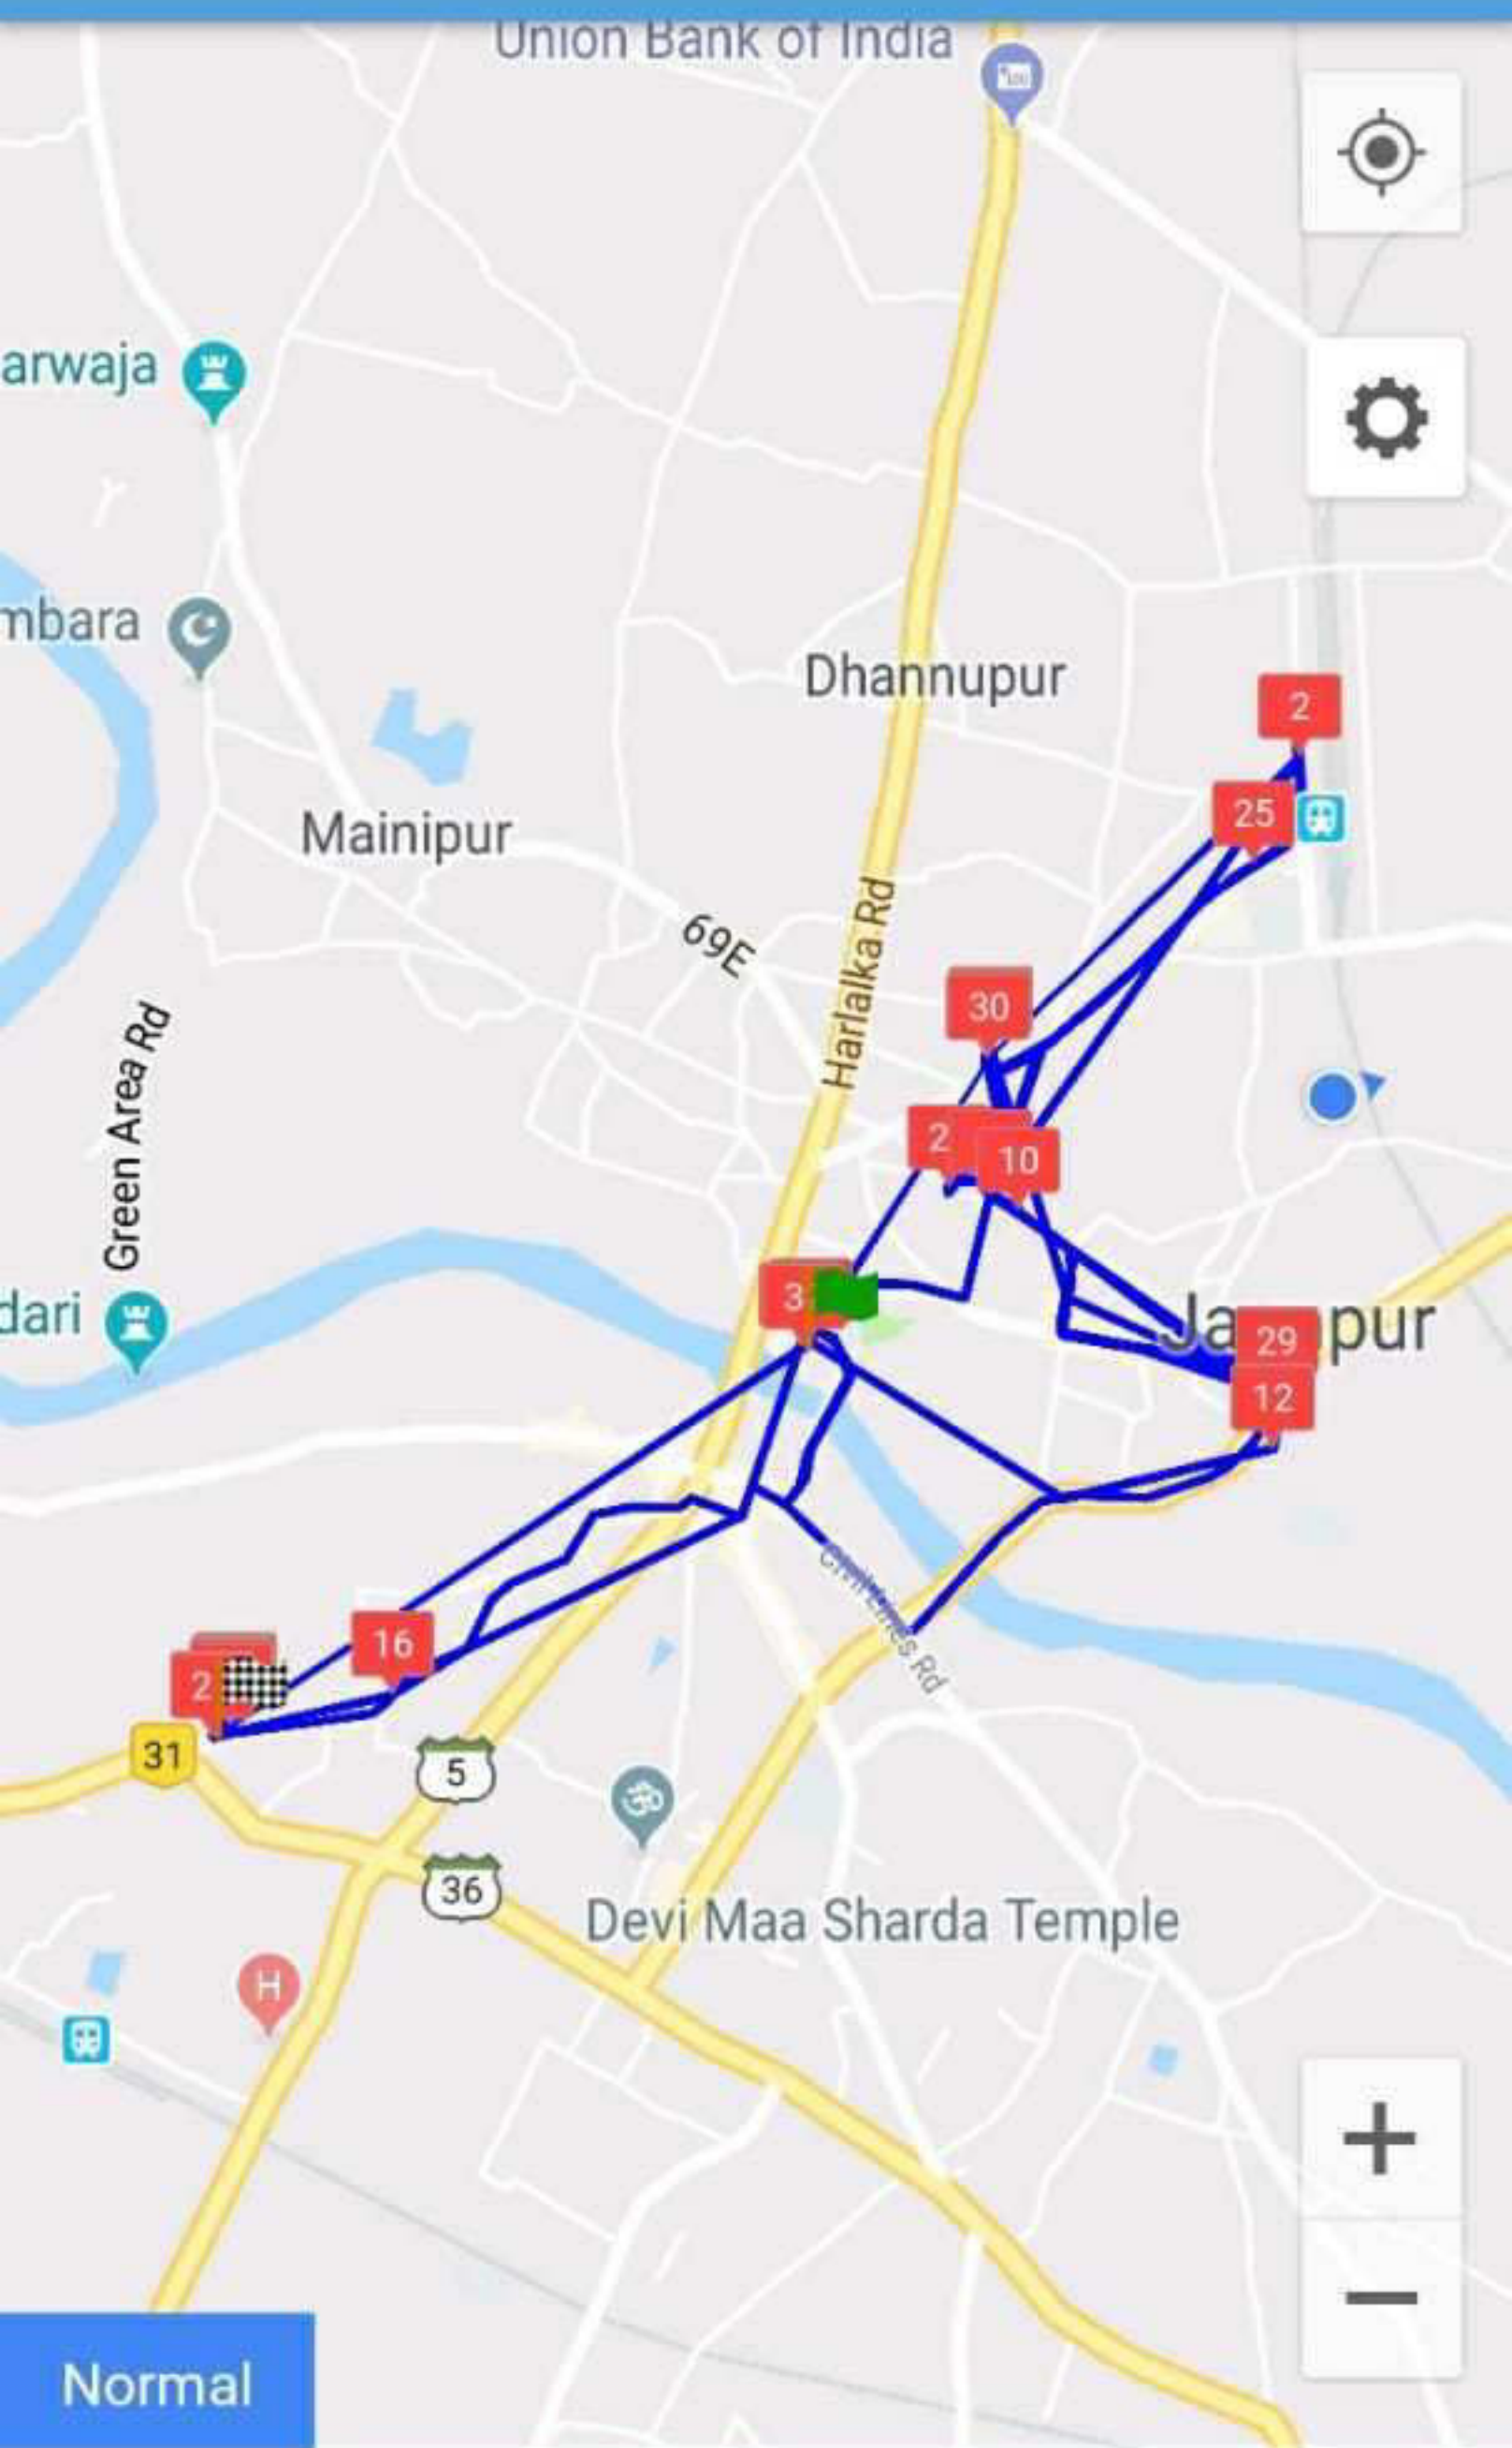 Union Bank of India
arwaja
mbara
Dhannupur
2
25
Mainipur
69E
Harlalka Rd
30
Green Area Rd
2
10
dari
3
29
12
Civil Lines Rd
16
2
31
5
36
Devi Maa Sharda Temple
H
Normal